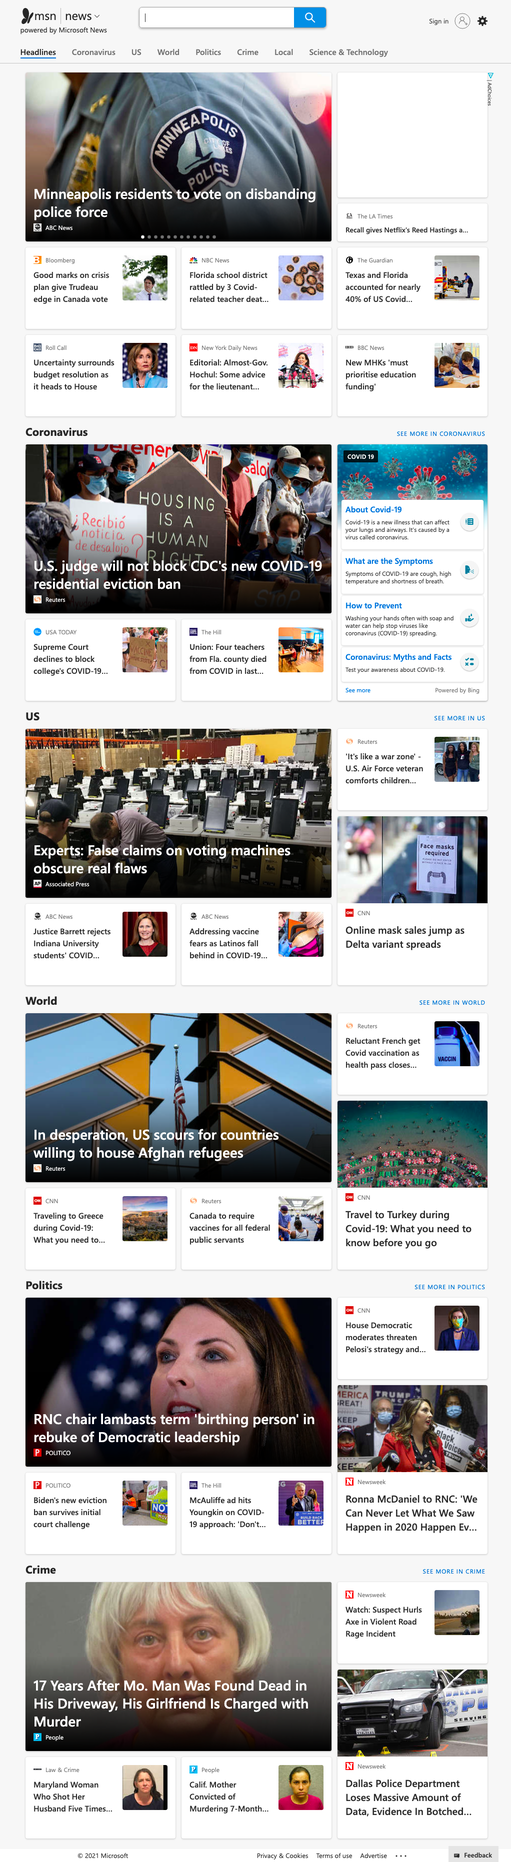 msn | news
powered by Microsoft News
Sign in
Headlines Coronavirus US World Politics Crime Local Science & Technology
MINNEAPOLIS
POLICE
Minneapolis residents to vote on disbanding
police force
ABC News
AdChoices
The LA Times
Recall gives Netflix's Reed Hastings a...
Bloomberg
Good marks on crisis
plan give Trudeau
edge in Canada vote
NBC News
Florida school district
rattled by 3 Covid-
related teacher deat...
The Guardian
Texas and Florida
accounted for nearly
40% of US Covid...
Roll Call
Uncertainty surrounds
budget resolution as
it heads to House
New York Daily News
Editorial: Almost-Gov.
Hochul: Some advice
for the lieutenant...
BBC News
New MHKs 'must
prioritise education
funding'
Coronavirus
SEE MORE IN CORONAVIRUS
¿Recibió
noticia
de desalojo?
HOUSING
IS A
HUMAN
RIGHT
U.S. judge will not block CDC's new COVID-19
residential eviction ban
Reuters
COVID 19
About Covid-19
Covid-19 is a new illness that can affect
your lungs and airways. It's caused by a
virus called coronavirus.
What are the Symptoms
Symptoms of COVID-19 are cough, high
temperature and shortness of breath.
How to Prevent
Washing your hands often with soap and
water can help stop viruses like
coronavirus (COVID-19) spreading.
Coronavirus: Myths and Facts
Test your awareness about COVID-19.
See more
Powered by Bing
USA TODAY
Supreme Court
declines to block
college's COVID-19...
The Hill
Union: Four teachers
from Fla. county died
from COVID in last...
US
SEE MORE IN US
Experts: False claims on voting machines
obscure real flaws
Associated Press
Reuters
'It's like a war zone' -
U.S. Air Force veteran
comforts children...
Face masks
required
CNN
Online mask sales jump as
Delta variant spreads
ABC News
Justice Barrett rejects
Indiana University
students' COVID...
ABC News
Addressing vaccine
fears as Latinos fall
behind in COVID-19...
World
SEE MORE IN WORLD
In desperation, US scours for countries
willing to house Afghan refugees
Reuters
Reuters
Reluctant French get
Covid vaccination as
health pass closes...
VACCIN
CNN
Travel to Turkey during
Covid-19: What you need to
know before you go
CNN
Traveling to Greece
during Covid-19:
What you need to...
Reuters
Canada to require
vaccines for all federal
public servants
Politics
SEE MORE IN POLITICS
RNC chair lambasts term 'birthing person' in
rebuke of Democratic leadership
POLITICO
CNN
House Democratic
moderates threaten
Pelosi's strategy and...
TRUMP
Black
Voices
Newsweek
Ronna McDaniel to RNC: 'We
Can Never Let What We Saw
Happen in 2020 Happen Ev...
POLITICO
Biden's new eviction
ban survives initial
court challenge
The Hill
McAuliffe ad hits
Youngkin on COVID-
19 approach: 'Don't...
Crime
SEE MORE IN CRIME
17 Years After Mo. Man Was Found Dead in
His Driveway, His Girlfriend Is Charged with
Murder
People
Newsweek
Watch: Suspect Hurls
Axe in Violent Road
Rage Incident
Newsweek
Dallas Police Department
Loses Massive Amount of
Data, Evidence In Botched...
Law & Crime
Maryland Woman
Who Shot Her
Husband Five Times...
People
Calif. Mother
Convicted of
Murdering 7-Month...
© 2021 Microsoft
Privacy & Cookies Terms of use Advertise ...
Feedback